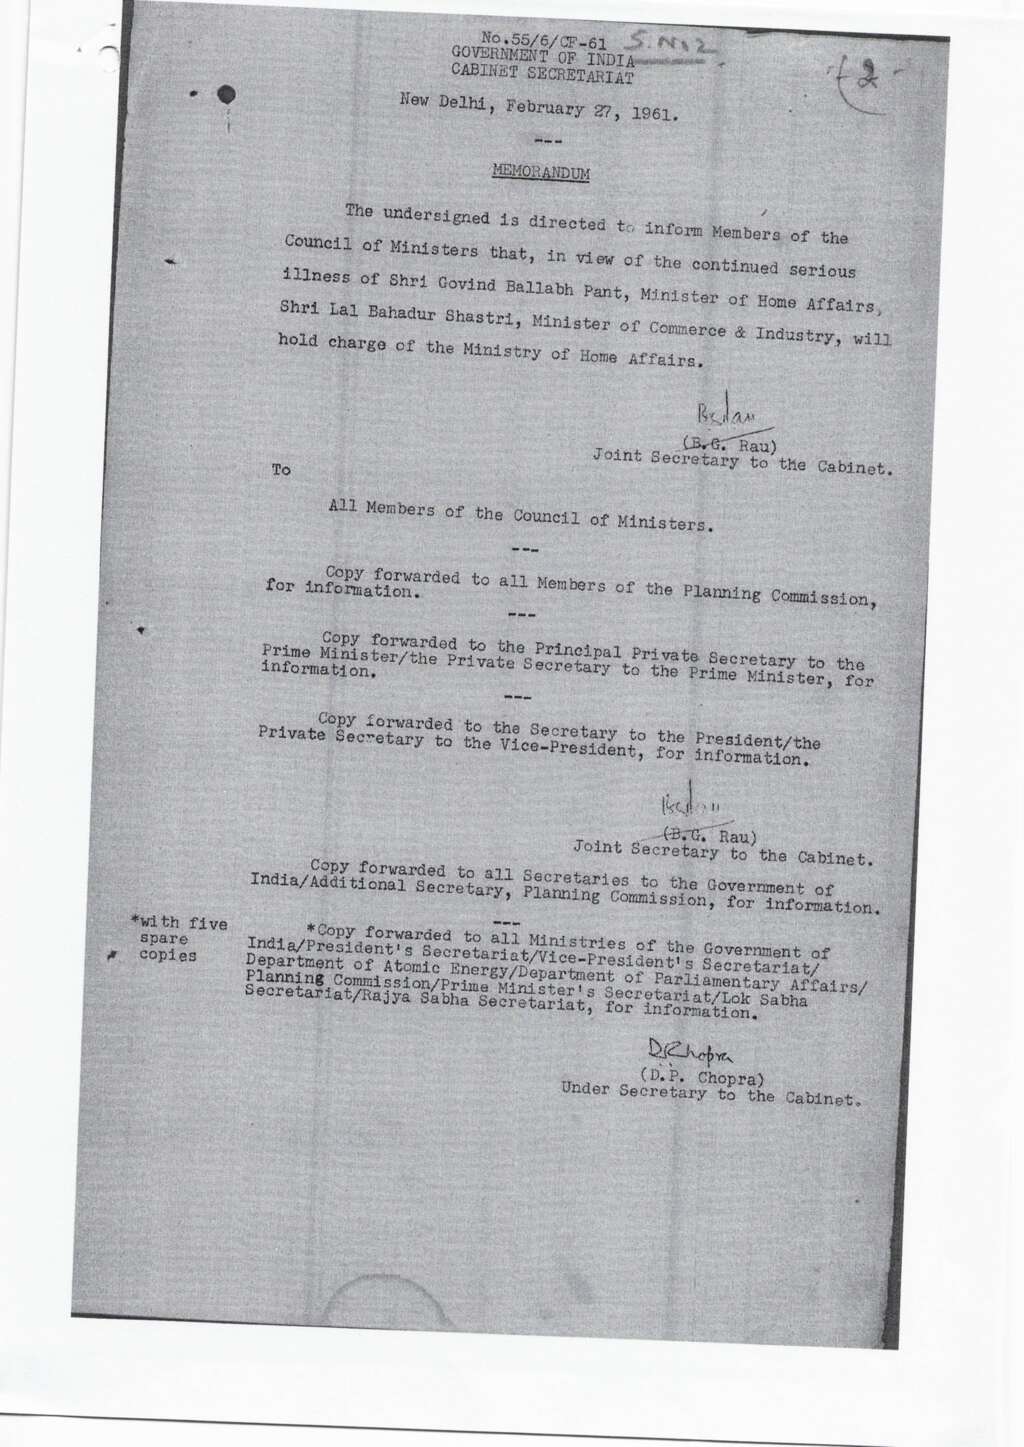 No.55/6/CF-61 S.No2
GOVERNMENT OF INDIA
CABINET SECRETARIAT
2
New Delhi, February 27, 1961.
---
MEMORANDUM
The undersigned is directed to inform Members of the
Council of Ministers that, in view of the continued serious
illness of Shri Govind Ballabh Pant, Minister of Home Affairs,
Shri Lal Bahadur Shastri, Minister of Commerce & Industry, will
hold charge of the Ministry of Home Affairs.
(B.G. Rau)
Joint Secretary to the Cabinet.
To
All Members of the Council of Ministers.
---
Copy forwarded to all Members of the Planning Commission,
for information.
---
Copy forwarded to the Principal Private Secretary to the
Prime Minister/the Private Secretary to the Prime Minister, for
information.
---
Copy forwarded to the Secretary to the President/the
Private Secretary to the Vice-President, for information.
(B.G. Rau)
Joint Secretary to the Cabinet.
Copy forwarded to all Secretaries to the Government of
India/Additional Secretary, Planning Commission, for information.
---
*with five
spare
copies
*Copy forwarded to all Ministries of the Government of
India/President's Secretariat/Vice-President's Secretariat/
Department of Atomic Energy/Department of Parliamentary Affairs/
Planning Commission/Prime Minister's Secretariat/Lok Sabha
Secretariat/Rajya Sabha Secretariat, for information.
DPChopra
(D.P. Chopra)
Under Secretary to the Cabinet.